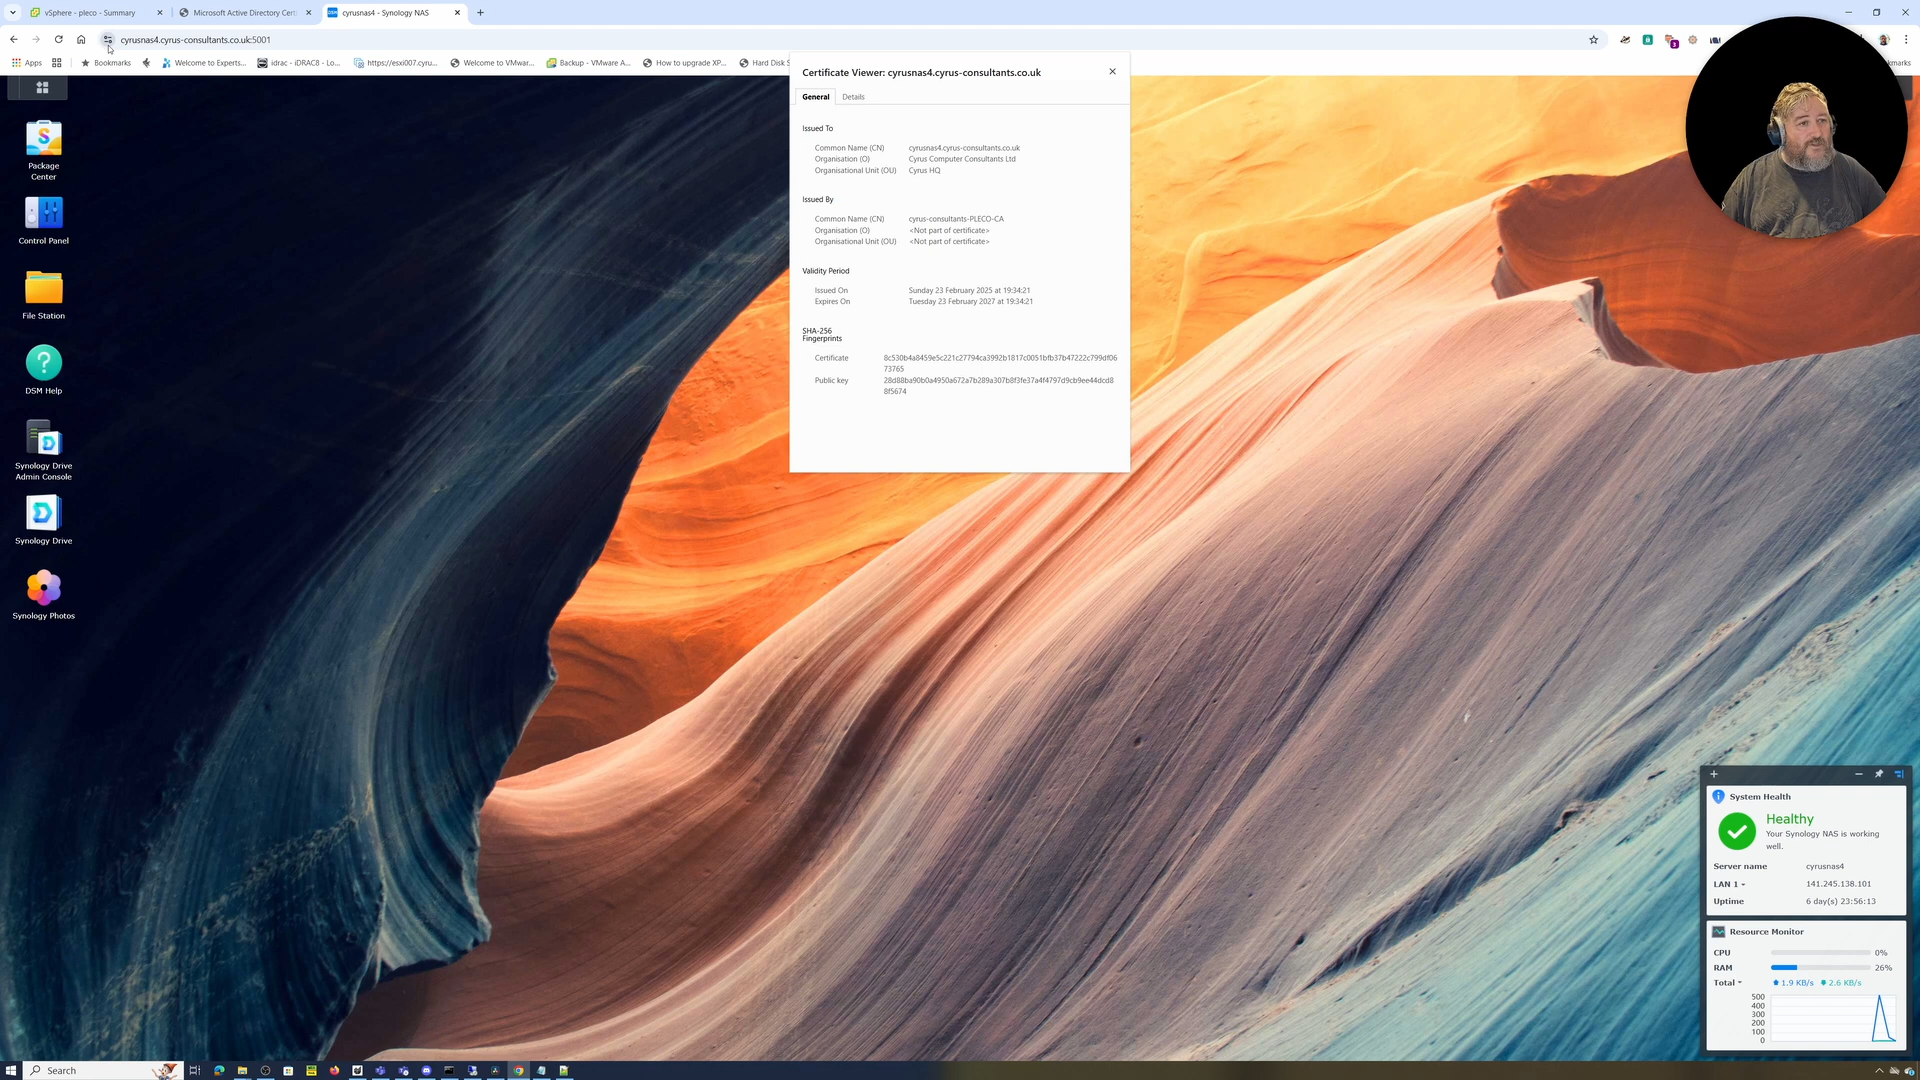 vSphere - pleco - Summary
Microsoft Active Directory Certi
cyrusnas4 - Synology NAS
cyrusnas4.cyrus-consultants.co.uk:5001
Apps
Bookmarks
Welcome to Experts...
idrac - iDRAC8 - Lo...
https://esxi007.cyru...
Welcome to VMwar...
Backup - VMware A...
How to upgrade XP...
Hard Disk S
Certificate Viewer: cyrusnas4.cyrus-consultants.co.uk
General
Details
Issued To
Common Name (CN) cyrusnas4.cyrus-consultants.co.uk
Organisation (O) Cyrus Computer Consultants Ltd
Organisational Unit (OU) Cyrus HQ
Issued By
Common Name (CN) cyrus-consultants-PLECO-CA
Organisation (O) <Not part of certificate>
Organisational Unit (OU) <Not part of certificate>
Validity Period
Issued On Sunday 23 February 2025 at 19:34:21
Expires On Tuesday 23 February 2027 at 19:34:21
SHA-256
Fingerprints
Certificate 8c530b4a8459e5c221c27794ca3992b1817c0051bfb37b47222c799df06
73765
Public key 28d88ba90b0a4950a672a7b289a307b8f3fe37a4f4797d9cb9ee44dcd8
8f5674
Package
Center
Control Panel
File Station
DSM Help
Synology Drive
Admin Console
Synology Drive
Synology Photos
System Health
Healthy
Your Synology NAS is working
well.
Server name cyrusnas4
LAN 1 141.245.138.101
Uptime 6 day(s) 23:56:13
Resource Monitor
CPU 0%
RAM 26%
Total 1.9 KB/s 2.6 KB/s
500
400
300
200
100
0
Search